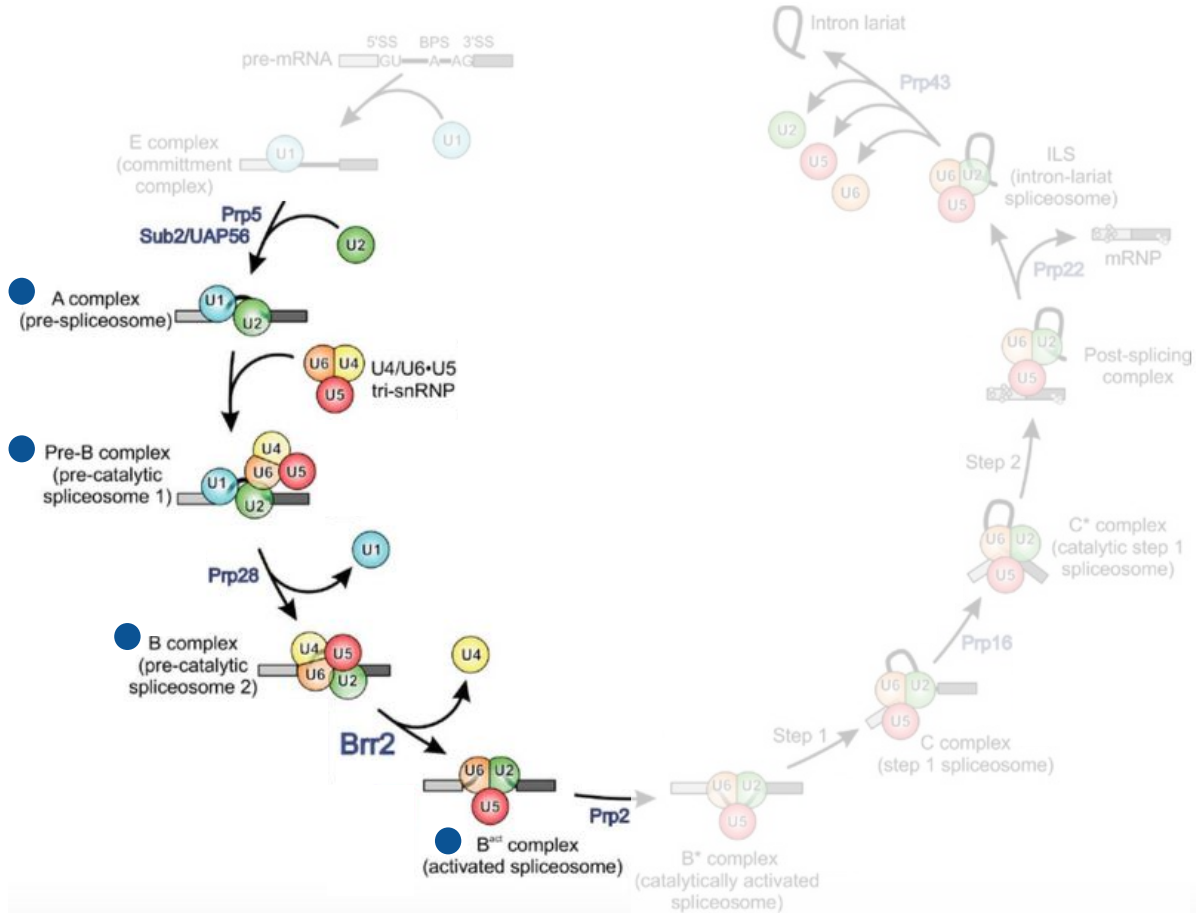 5'SS BPS 3'SS
pre-mRNA GU A AG
E complex
(committment
complex)
U1
U1
Prp5
Sub2/UAP56
U2
A complex
(pre-spliceosome)
U1
U2
U6 U4
U5
U4/U6•U5
tri-snRNP
Pre-B complex
(pre-catalytic
spliceosome 1)
U4
U6 U5
U1
U2
Prp28
U1
B complex
(pre-catalytic
spliceosome 2)
U4 U5
U6 U2
U4
Brr2
U6 U2
U5
Bact complex
(activated spliceosome)
Prp2
U6 U2
U5
B* complex
(catalytically activated
spliceosome)
Step 1
U6 U2
U5
C complex
(step 1 spliceosome)
Prp16
U6 U2
U5
C* complex
(catalytic step 1
spliceosome)
Step 2
U6 U2
U5
Post-splicing
complex
Prp22
mRNP
U6 U2
U5
ILS
(intron-lariat
spliceosome)
Prp43
U2
U5
U6
Intron lariat